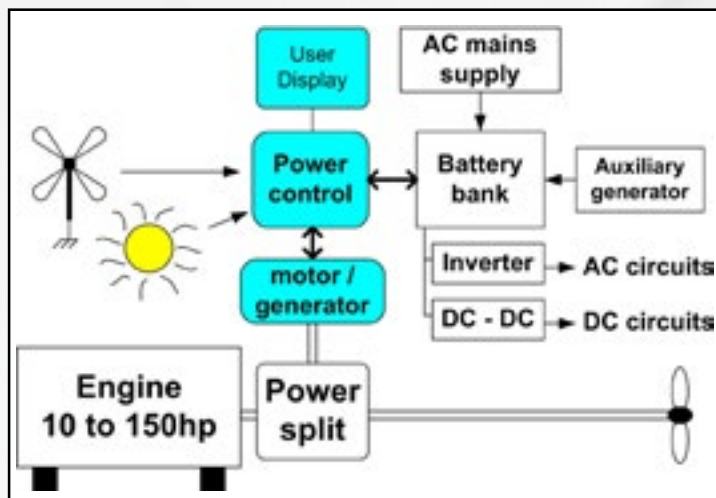 User
Display
AC mains
supply
Power
control
Battery
bank
Auxiliary
generator
motor /
generator
Inverter
AC circuits
DC - DC
DC circuits
Engine
10 to 150hp
Power
split